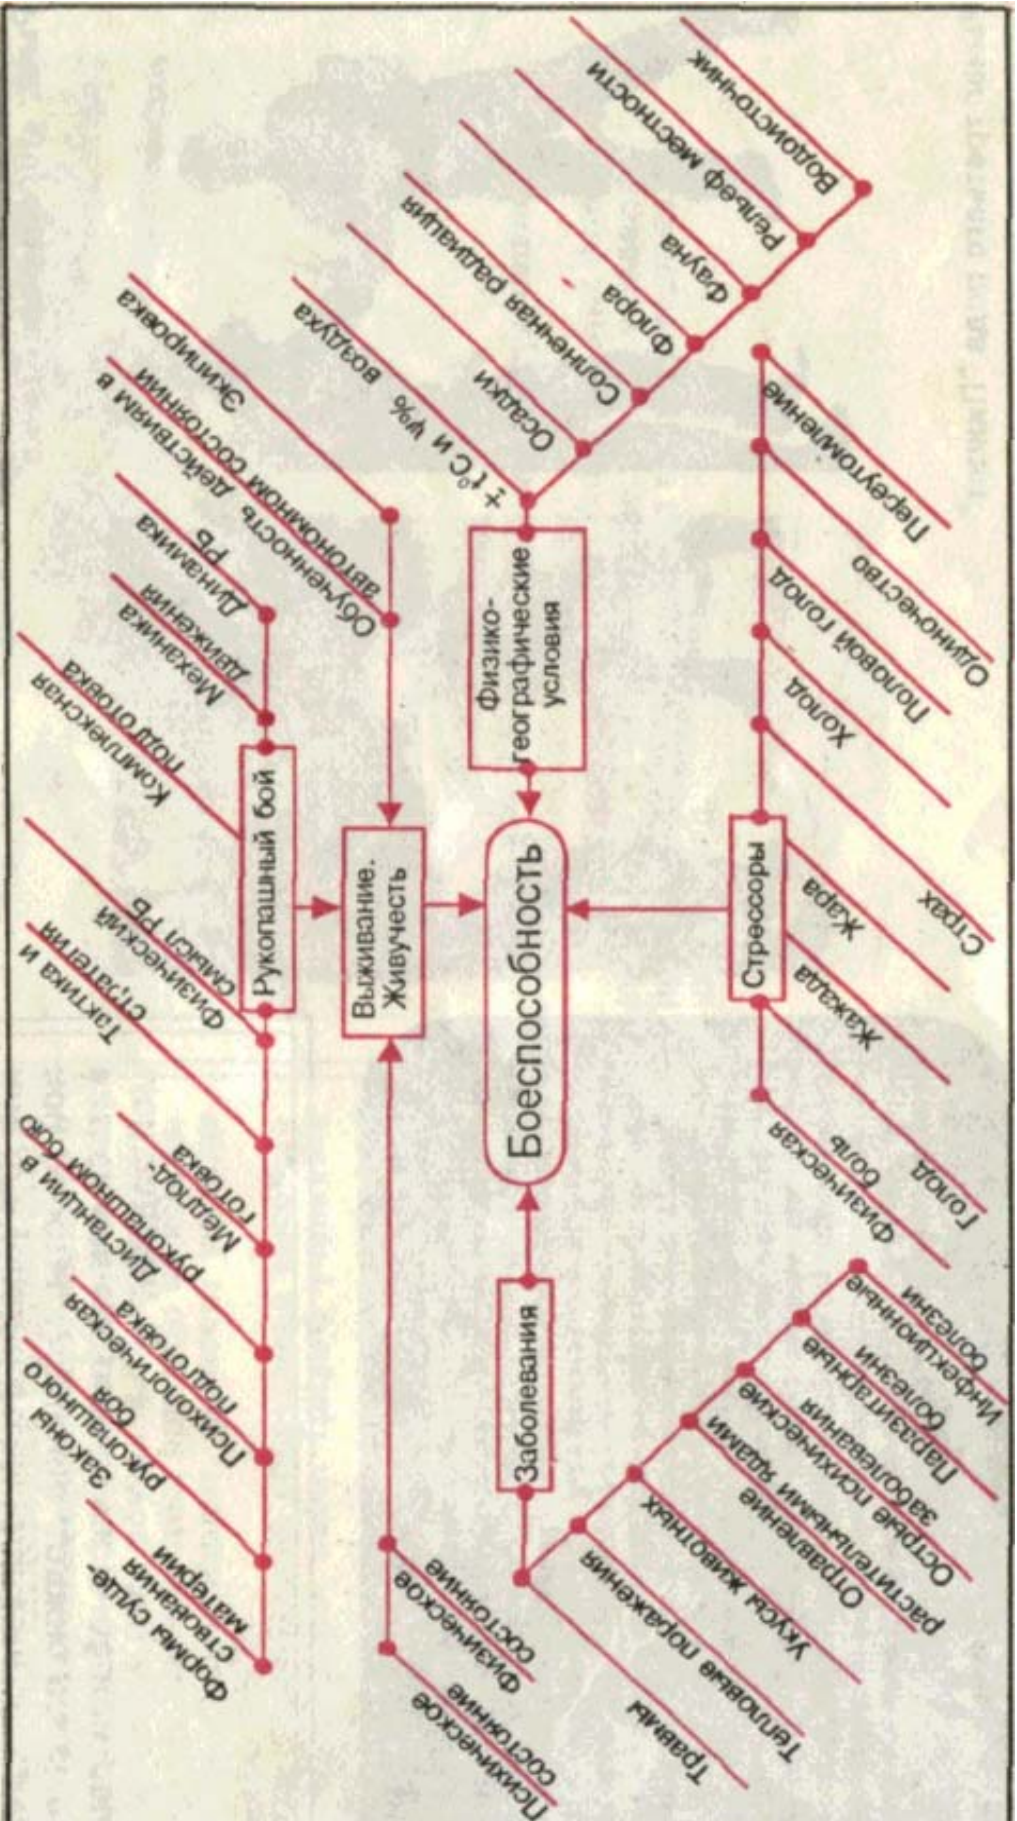 Формы суще-
ствования
материи
Законы
рукопашного
боя
Психологическая
подготовка
Дистанции в
рукопашном бою
Медпод-
готовка
Тактика и
стратегия
Физический
смысл РБ
Рукопашный бой
Комплексная
подготовка
Механика
движения
Динамика
РБ
Психическое
состояние
Физическое
состояние
Выживание.
Живучесть
Обученность действиям в
автономном состоянии
Экипировка
Заболевания
Боеспособность
Физико-
географические
условия
± t°C и ψ% воздуха
Осадки
Солнечная радиация
Флора
Фауна
Рельеф местности
Водоисточник
Травмы
Тепловые поражения
Укусы животных
Отравление
растительными ядами
Острые психические
заболевания
Паразитарные
болезни
Инфекционные
болезни
Стрессоры
Физическая
боль
Голод
Жажда
Жара
Страх
Холод
Половой голод
Одиночество
Переутомление